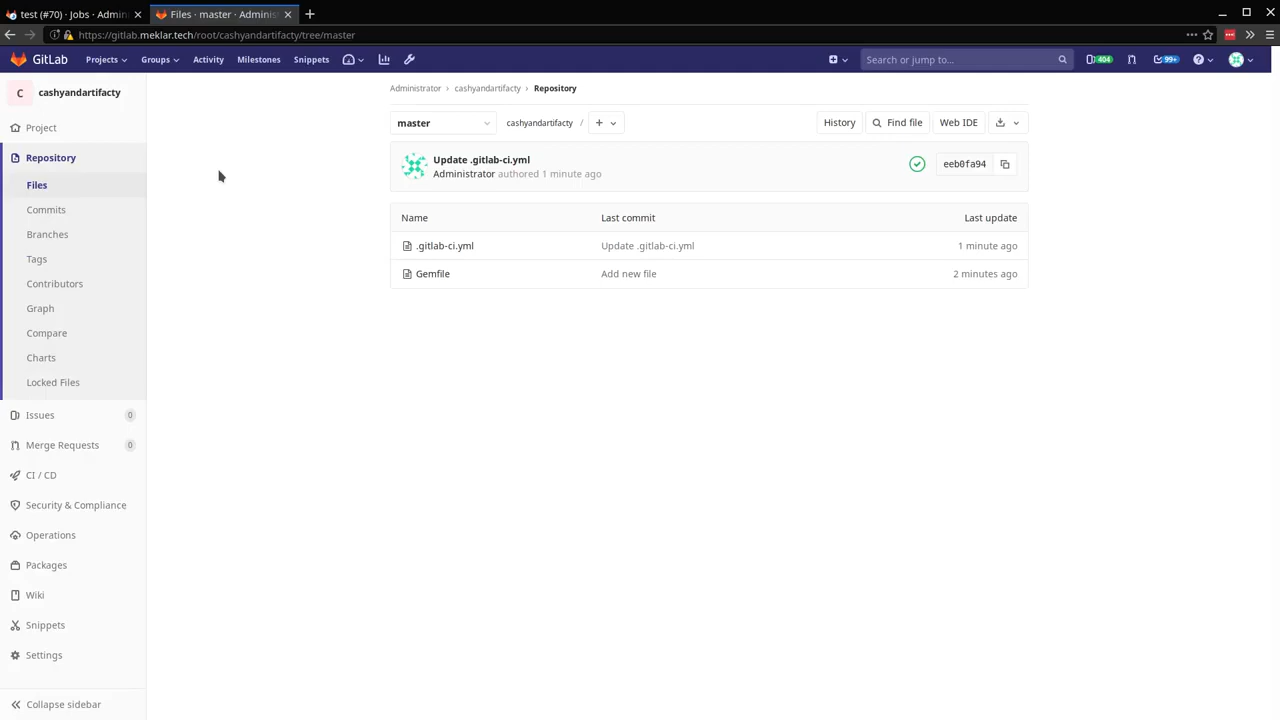 test (#70) · Jobs · Admini
Files · master · Adminis
https://gitlab.meklar.tech/root/cashyandartifacty/tree/master
GitLab
Projects
Groups
Activity
Milestones
Snippets
Search or jump to...
404
99+
C
cashyandartifacty
Project
Repository
Files
Commits
Branches
Tags
Contributors
Graph
Compare
Charts
Locked Files
Issues 0
Merge Requests 0
CI / CD
Security & Compliance
Operations
Packages
Wiki
Snippets
Settings
Collapse sidebar
Administrator › cashyandartifacty › Repository
master
cashyandartifacty / +
History
Find file
Web IDE
Update .gitlab-ci.yml
Administrator authored 1 minute ago
eeb0fa94
Name Last commit Last update
.gitlab-ci.yml Update .gitlab-ci.yml 1 minute ago
Gemfile Add new file 2 minutes ago